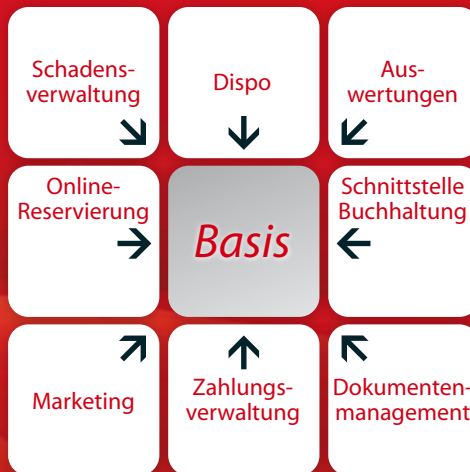 Schadens-
verwaltung
Dispo
Aus-
wertungen
Online-
Reservierung
Basis
Schnittstelle
Buchhaltung
Marketing
Zahlungs-
verwaltung
Dokumenten-
management